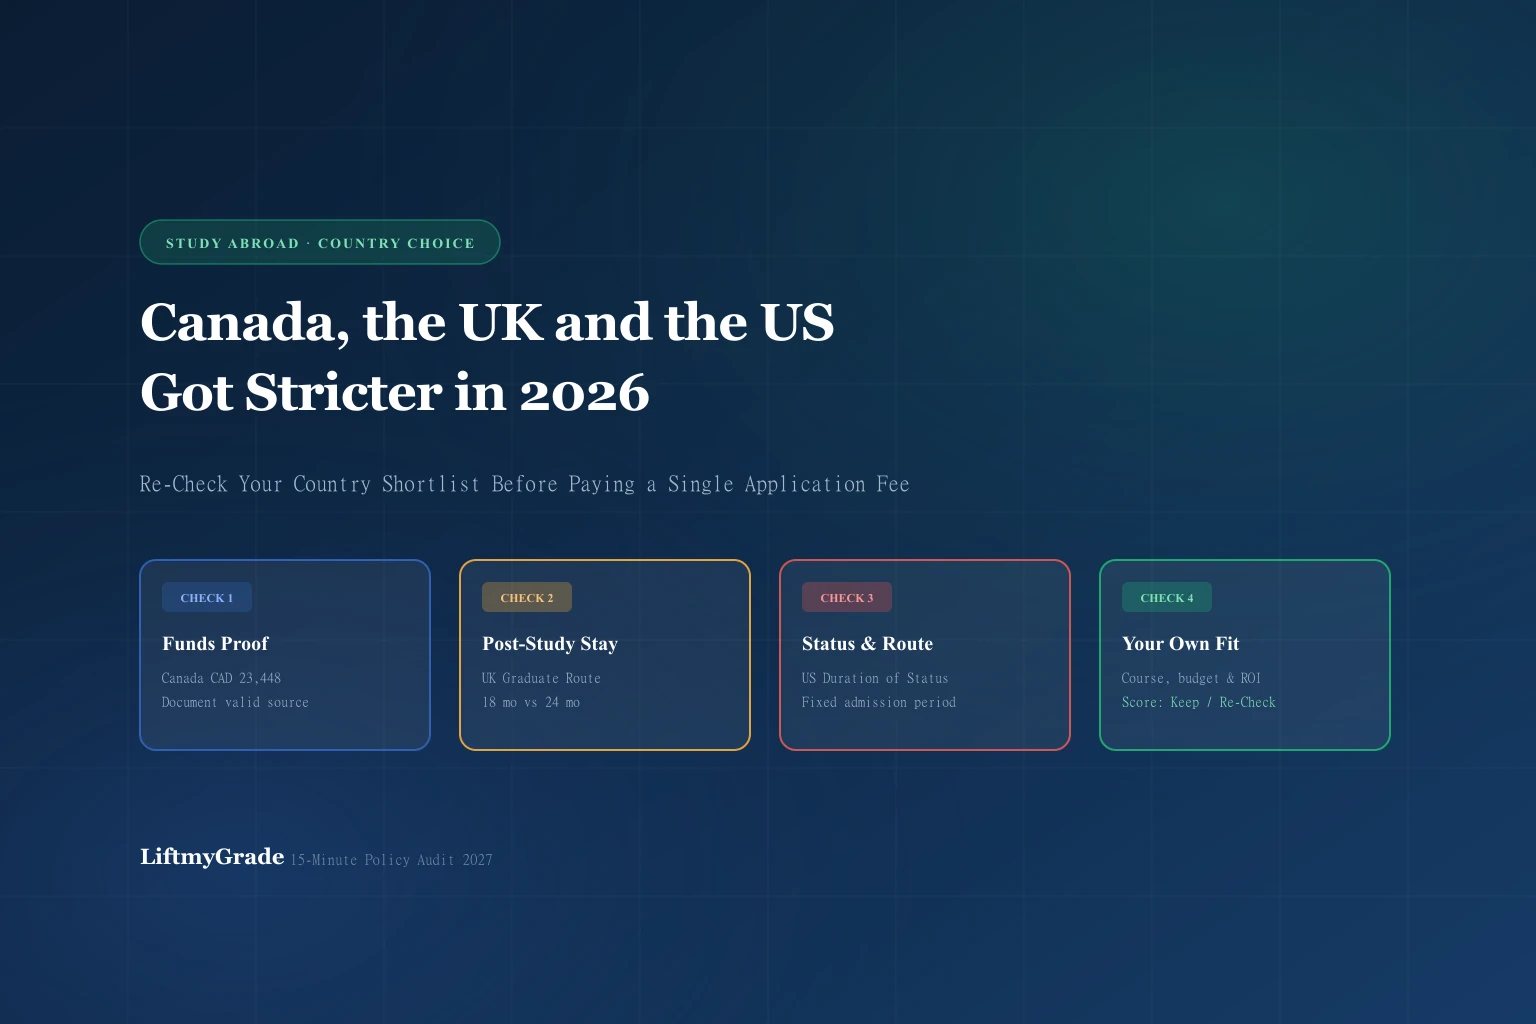 STUDY ABROAD · COUNTRY CHOICE
Canada, the UK and the US
Got Stricter in 2026
Re-Check Your Country Shortlist Before Paying a Single Application Fee
CHECK 1
Funds Proof
Canada CAD 23,448
Document valid source
CHECK 2
Post-Study Stay
UK Graduate Route
18 mo vs 24 mo
CHECK 3
Status & Route
US Duration of Status
Fixed admission period
CHECK 4
Your Own Fit
Course, budget & ROI
Score: Keep / Re-Check
LiftmyGrade 15-Minute Policy Audit 2027